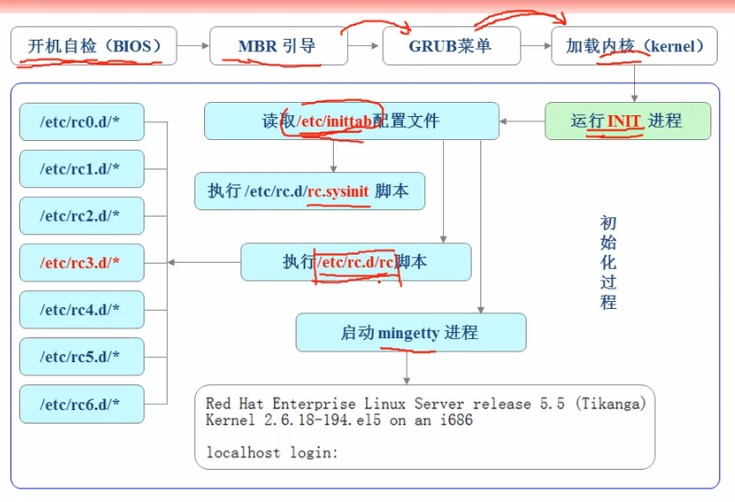 开机自检（BIOS）
MBR 引导
GRUB菜单
加载内核（kernel）
/etc/rc0.d/*
读取/etc/inittab配置文件
运行 INIT 进程
/etc/rc1.d/*
执行 /etc/rc.d/rc.sysinit 脚本
/etc/rc2.d/*
初始化过程
/etc/rc3.d/*
执行/etc/rc.d/rc脚本
/etc/rc4.d/*
启动 mingetty 进程
/etc/rc5.d/*
/etc/rc6.d/*
Red Hat Enterprise Linux Server release 5.5 (Tikanga)
Kernel 2.6.18-194.el5 on an i686
localhost login: